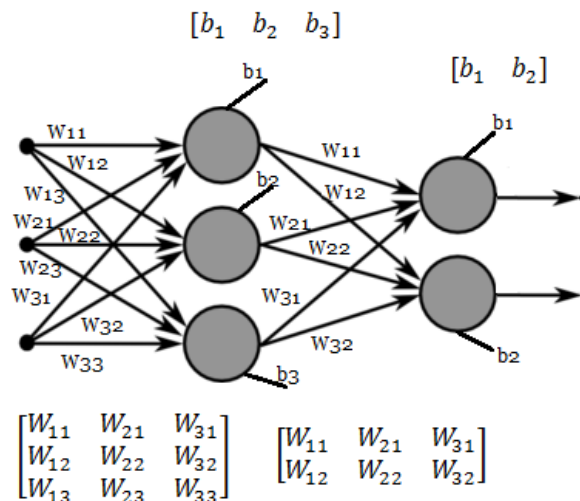 [b₁ b₂ b₃]
[b₁ b₂]
b1
b1
W11
W11
W12
W12
b2
W13
W21
W21
W22
W22
W23
W31
W31
W32
W32
W33
b3
b2
[W₁₁ W₂₁ W₃₁
W₁₂ W₂₂ W₃₂
W₁₃ W₂₃ W₃₃]
[W₁₁ W₂₁ W₃₁
W₁₂ W₂₂ W₃₂]